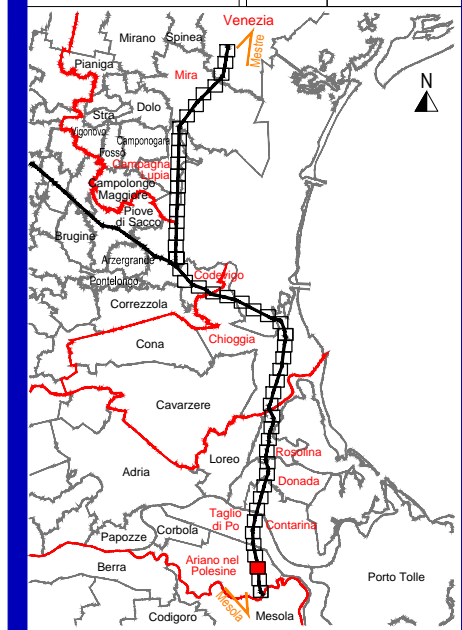 Venezia
Mirano
Spinea
Mestre
Pianiga
Mira
Dolo
Stra
Vigonovo
Camponogara
Fossò
Campagna
Lupia
Campolongo
Maggiore
Piove
di Sacco
Brugine
Arzergrande
Codevigo
Pontelongo
Correzzola
Chioggia
Cona
Cavarzere
Loreo
Rosolina
Adria
Donada
Taglio
di Po
Contarina
Corbola
Papozze
Ariano nel
Polesine
Berra
Porto Tolle
Mesola
Mesola
Codigoro
N